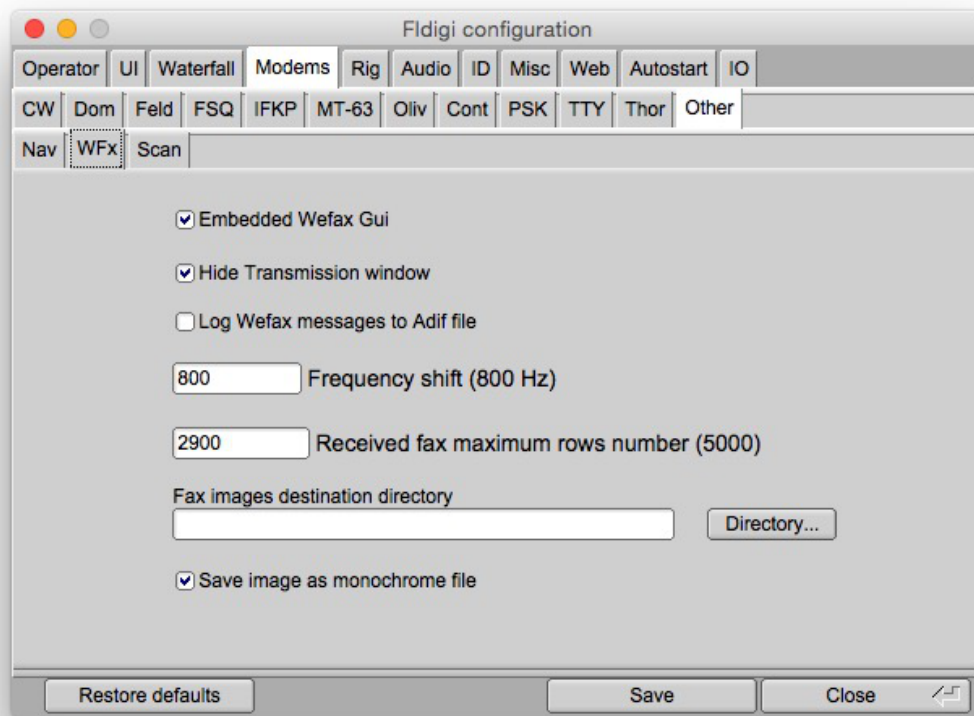 Fldigi configuration
Operator UI Waterfall Modems Rig Audio ID Misc Web Autostart IO
CW Dom Feld FSQ IFKP MT-63 Oliv Cont PSK TTY Thor Other
Nav WFx Scan
Embedded Wefax Gui
Hide Transmission window
Log Wefax messages to Adif file
800 Frequency shift (800 Hz)
2900 Received fax maximum rows number (5000)
Fax images destination directory
Directory...
Save image as monochrome file
Restore defaults Save Close